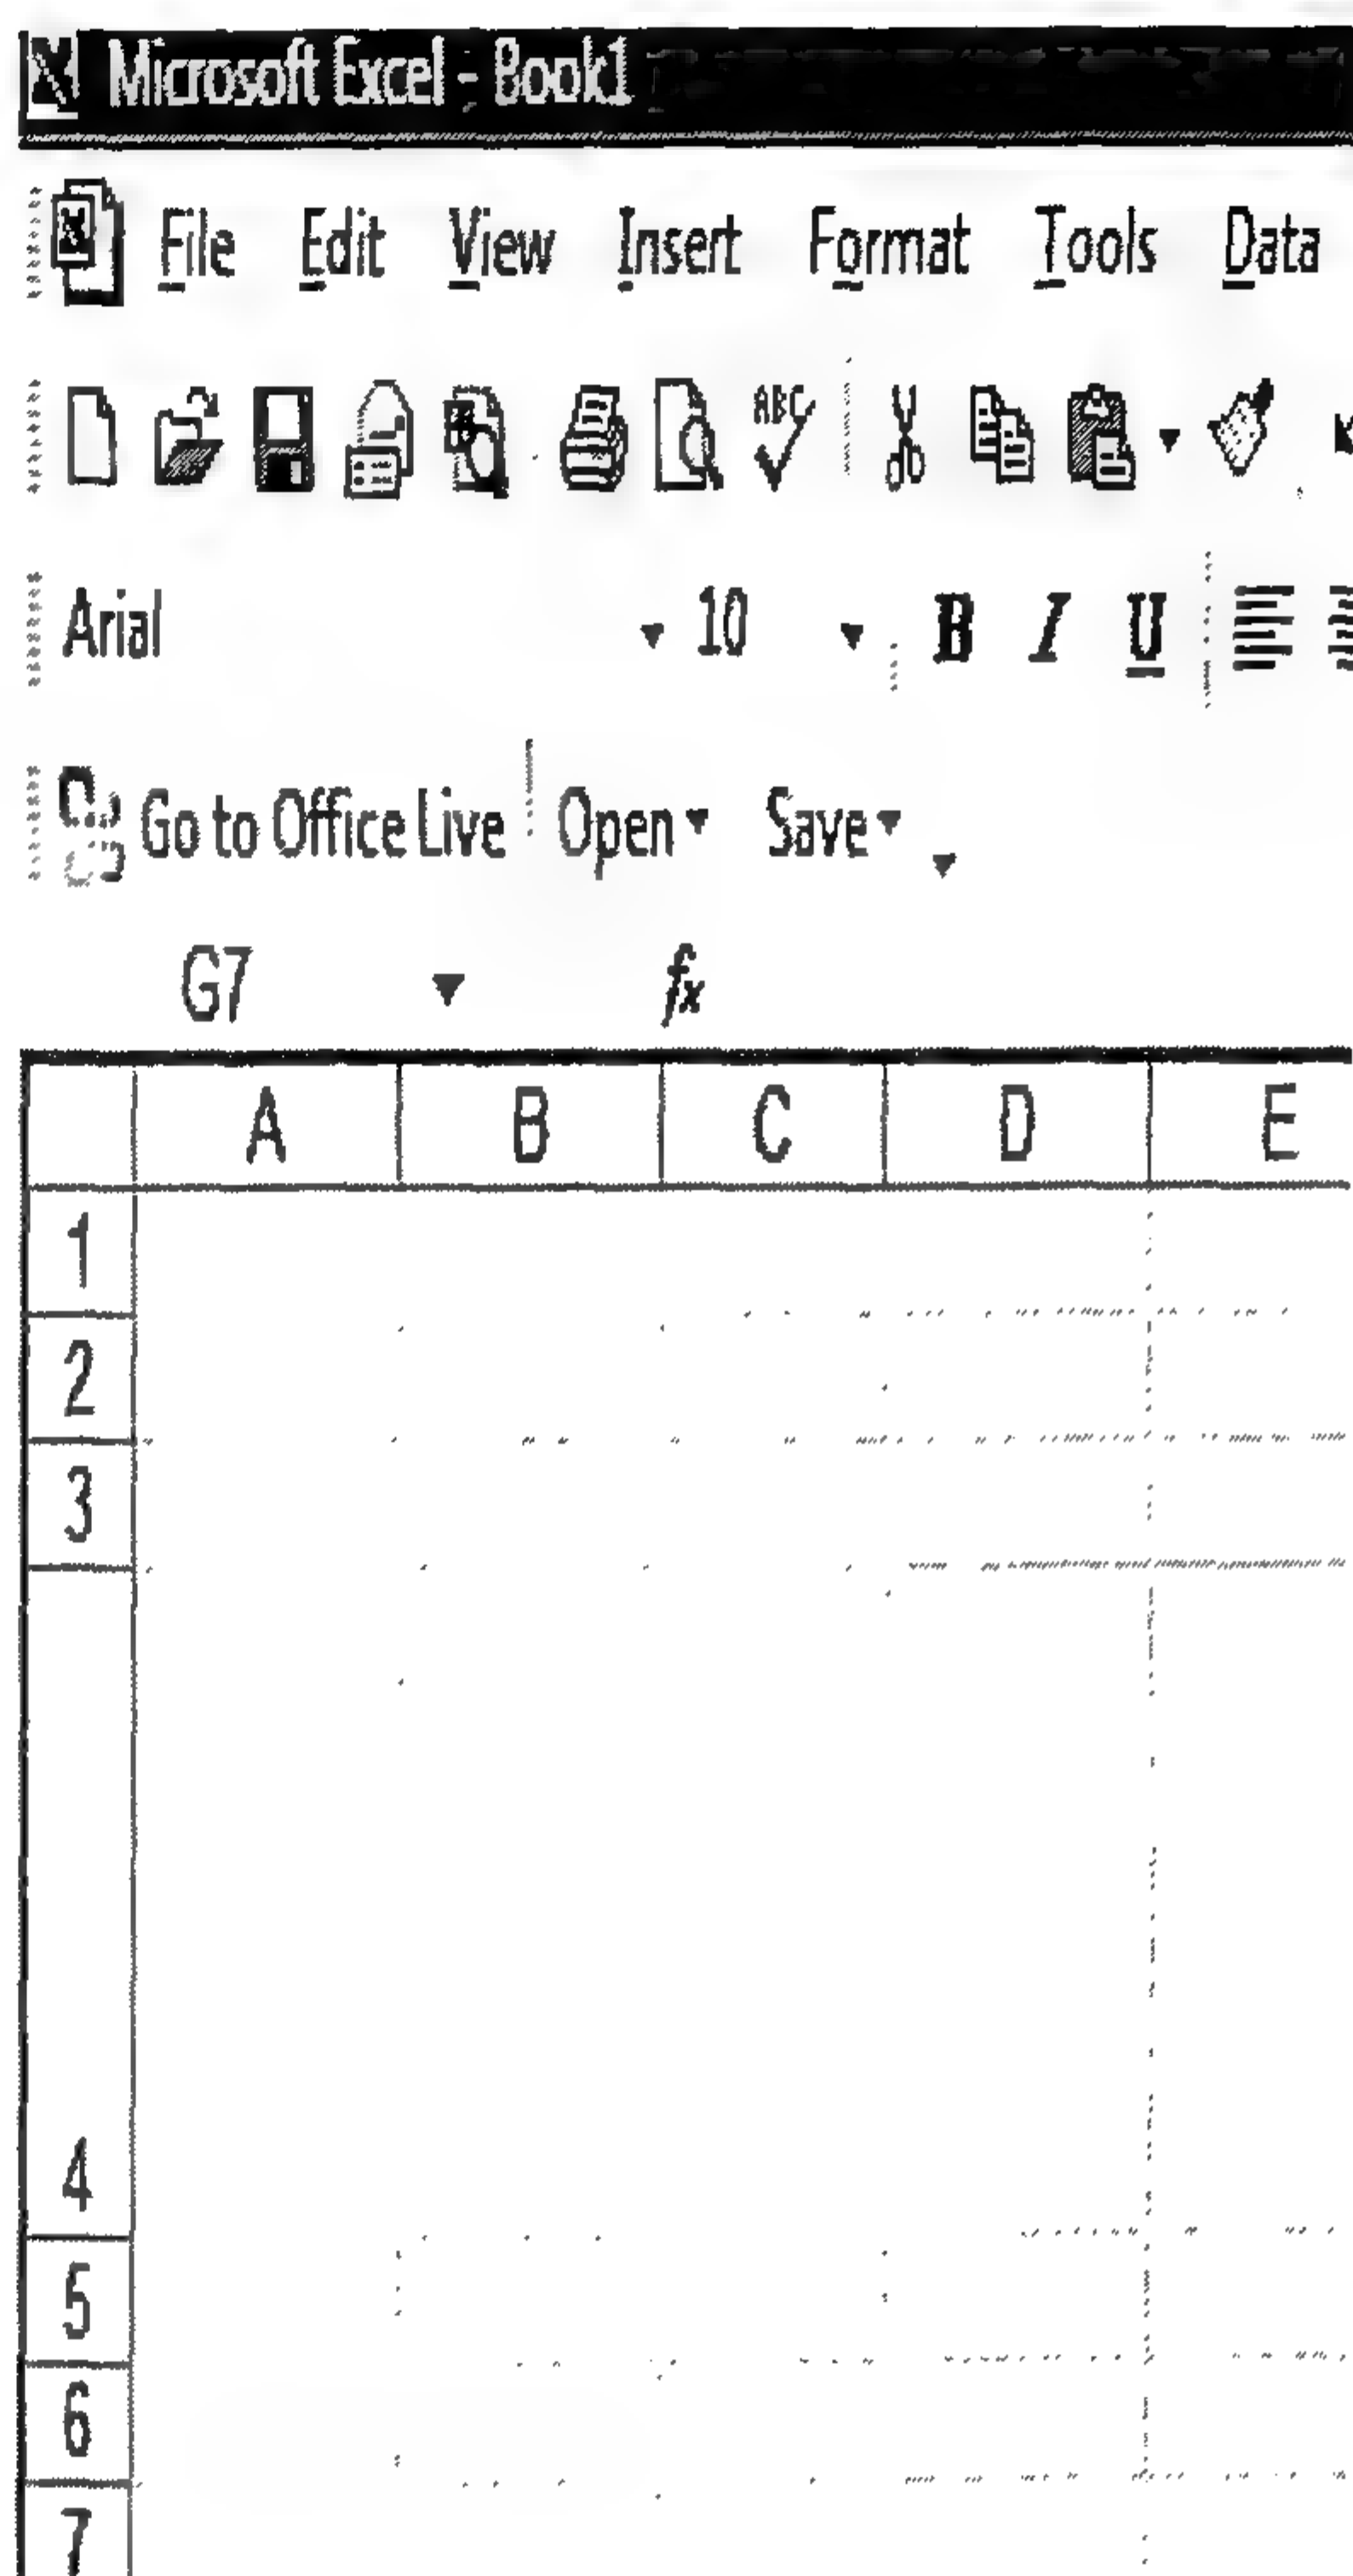 Microsoft Excel - Book1
File Edit View Insert Format Tools Data
ABC
Arial 10 B I U
Go to Office Live Open Save
G7 fx
A B C D E
1
2
3
4
5
6
7